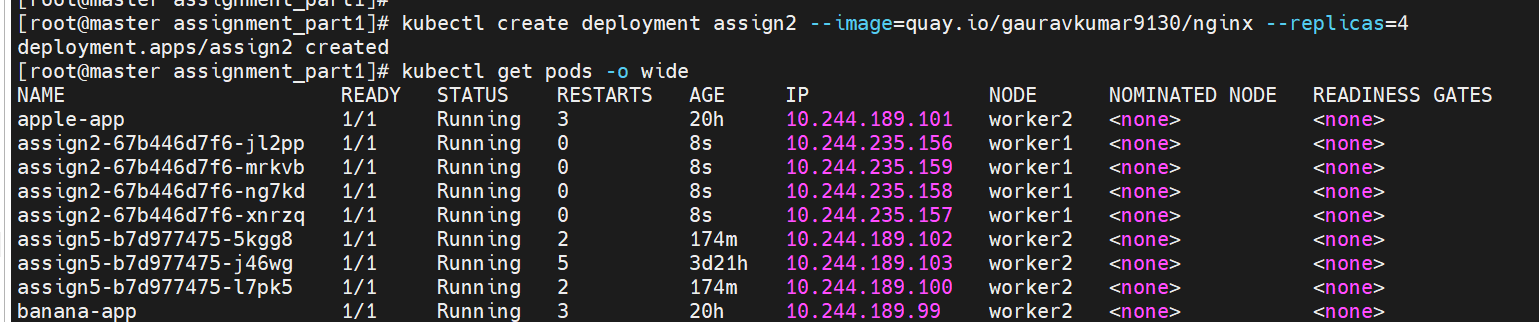 [root@master assignment_part1]#
[root@master assignment_part1]# kubectl create deployment assign2 --image=quay.io/gauravkumar9130/nginx --replicas=4
deployment.apps/assign2 created
[root@master assignment_part1]# kubectl get pods -o wide
NAME READY STATUS RESTARTS AGE IP NODE NOMINATED NODE READINESS GATES
apple-app 1/1 Running 3 20h 10.244.189.101 worker2 <none> <none>
assign2-67b446d7f6-jl2pp 1/1 Running 0 8s 10.244.235.156 worker1 <none> <none>
assign2-67b446d7f6-mrkvb 1/1 Running 0 8s 10.244.235.159 worker1 <none> <none>
assign2-67b446d7f6-ng7kd 1/1 Running 0 8s 10.244.235.158 worker1 <none> <none>
assign2-67b446d7f6-xnrzq 1/1 Running 0 8s 10.244.235.157 worker1 <none> <none>
assign5-b7d977475-5kgg8 1/1 Running 2 174m 10.244.189.102 worker2 <none> <none>
assign5-b7d977475-j46wg 1/1 Running 5 3d21h 10.244.189.103 worker2 <none> <none>
assign5-b7d977475-l7pk5 1/1 Running 2 174m 10.244.189.100 worker2 <none> <none>
banana-app 1/1 Running 3 20h 10.244.189.99 worker2 <none> <none>